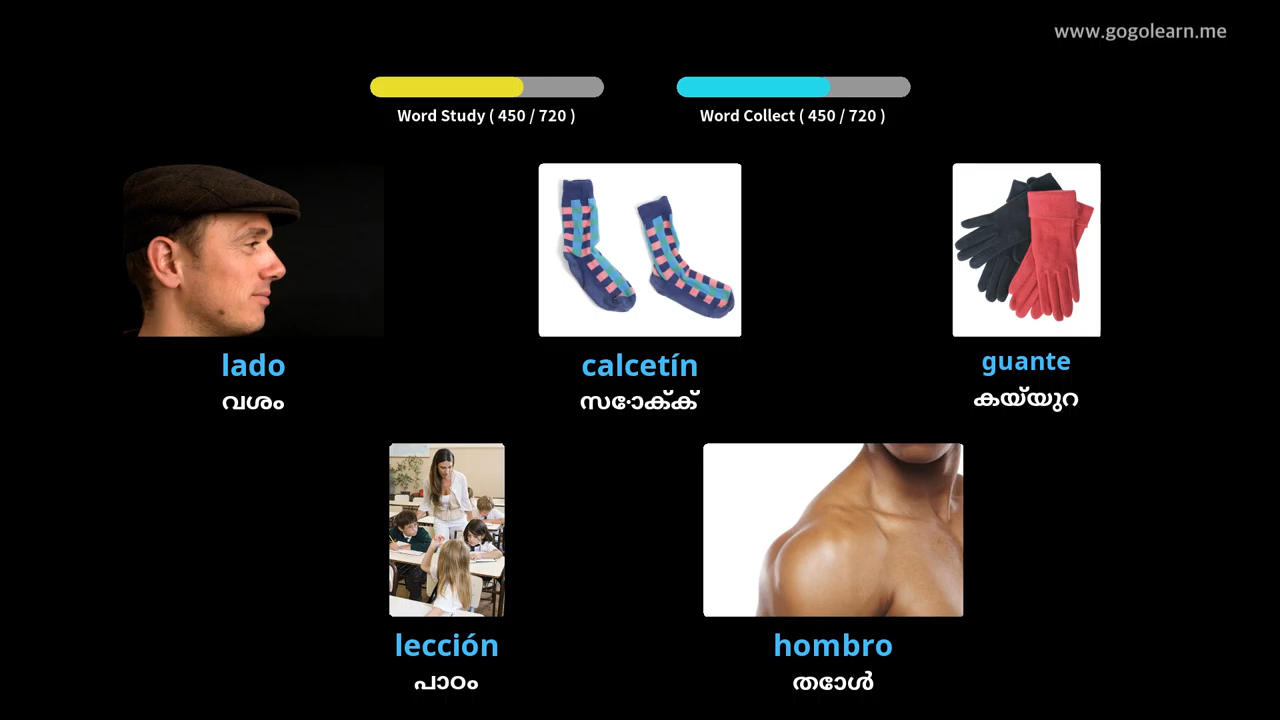 www.gogolearn.me
Word Study ( 450 / 720 )
Word Collect ( 450 / 720 )
lado
വശം
calcetín
സോക്ക്
guante
കയ്യുറ
lección
പാഠം
hombro
തോൾ